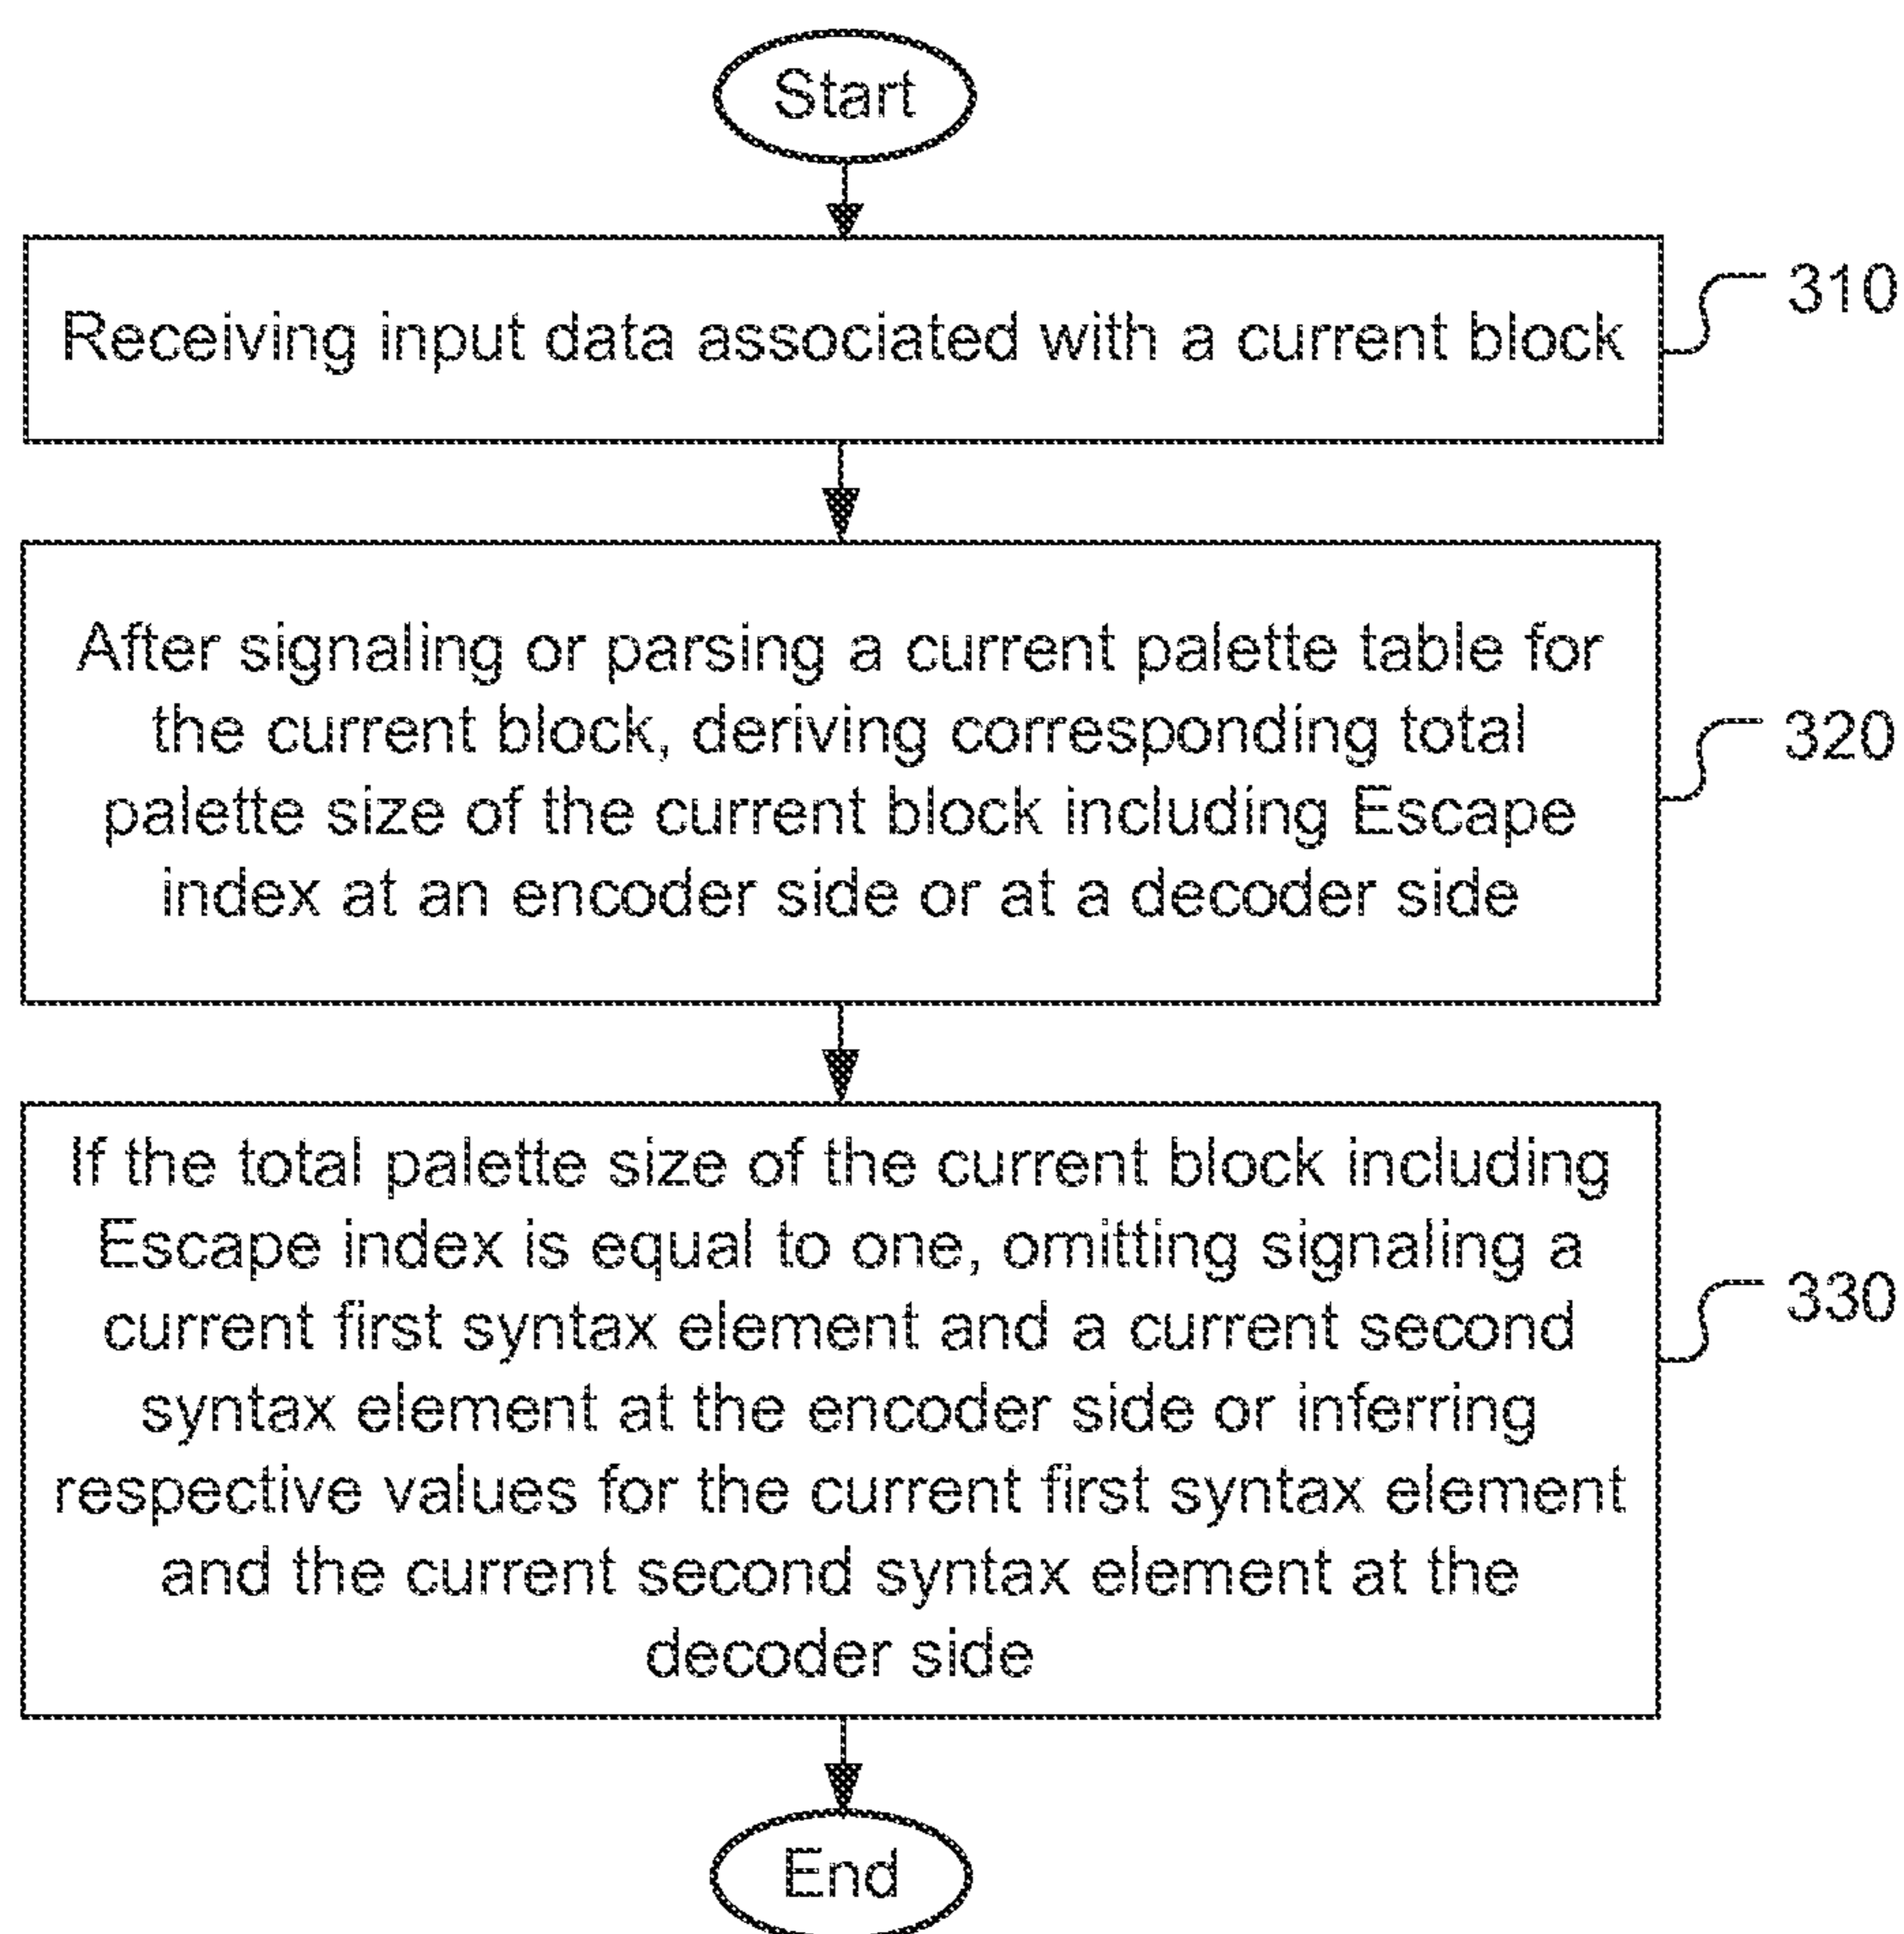 Start
Receiving input data associated with a current block
310
After signaling or parsing a current palette table for
the current block, deriving corresponding total
palette size of the current block including Escape
index at an encoder side or at a decoder side
320
If the total palette size of the current block including
Escape index is equal to one, omitting signaling a
current first syntax element and a current second
syntax element at the encoder side or inferring
respective values for the current first syntax element
and the current second syntax element at the
decoder side
330
End